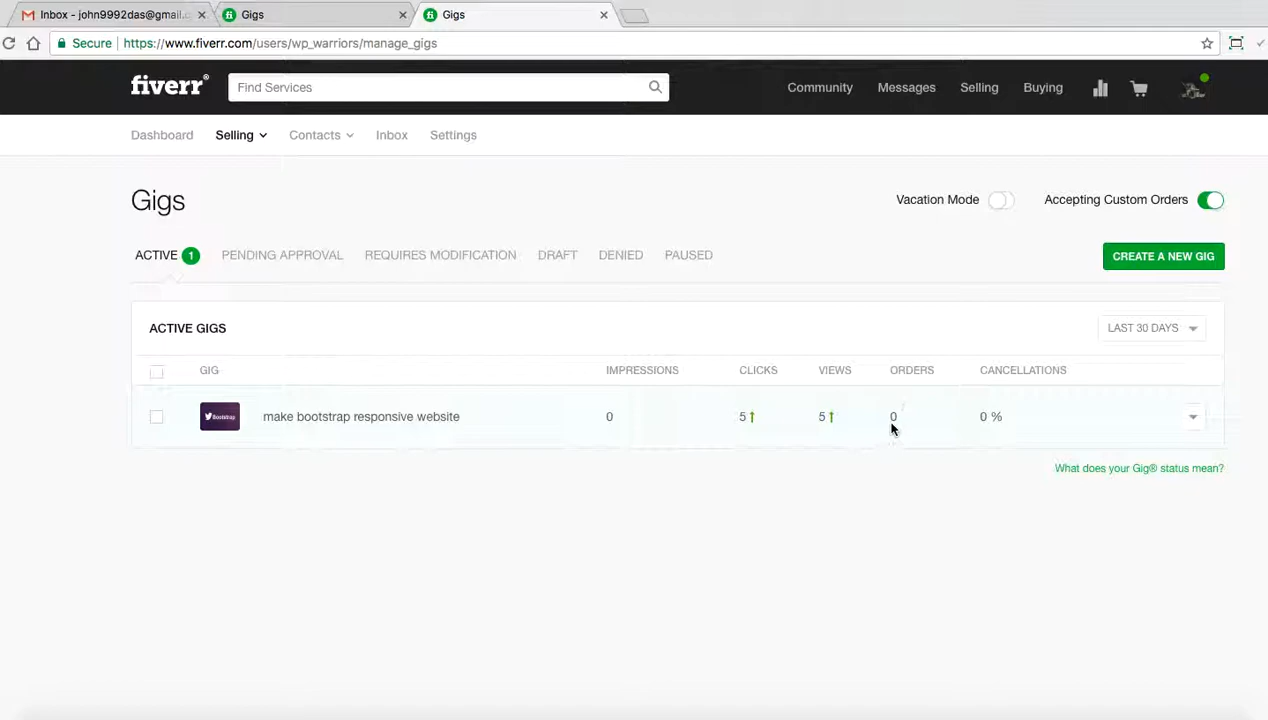 Inbox - john9992das@gmail.c
Gigs
Gigs
Secure
https://www.fiverr.com/users/wp_warriors/manage_gigs
fiverr®
Find Services
Community
Messages
Selling
Buying
Dashboard
Selling
Contacts
Inbox
Settings
Gigs
Vacation Mode
Accepting Custom Orders
ACTIVE 1
PENDING APPROVAL
REQUIRES MODIFICATION
DRAFT
DENIED
PAUSED
CREATE A NEW GIG
ACTIVE GIGS
LAST 30 DAYS
GIG
IMPRESSIONS
CLICKS
VIEWS
ORDERS
CANCELLATIONS
Bootstrap
make bootstrap responsive website
0
5
5
0
0 %
What does your Gig® status mean?